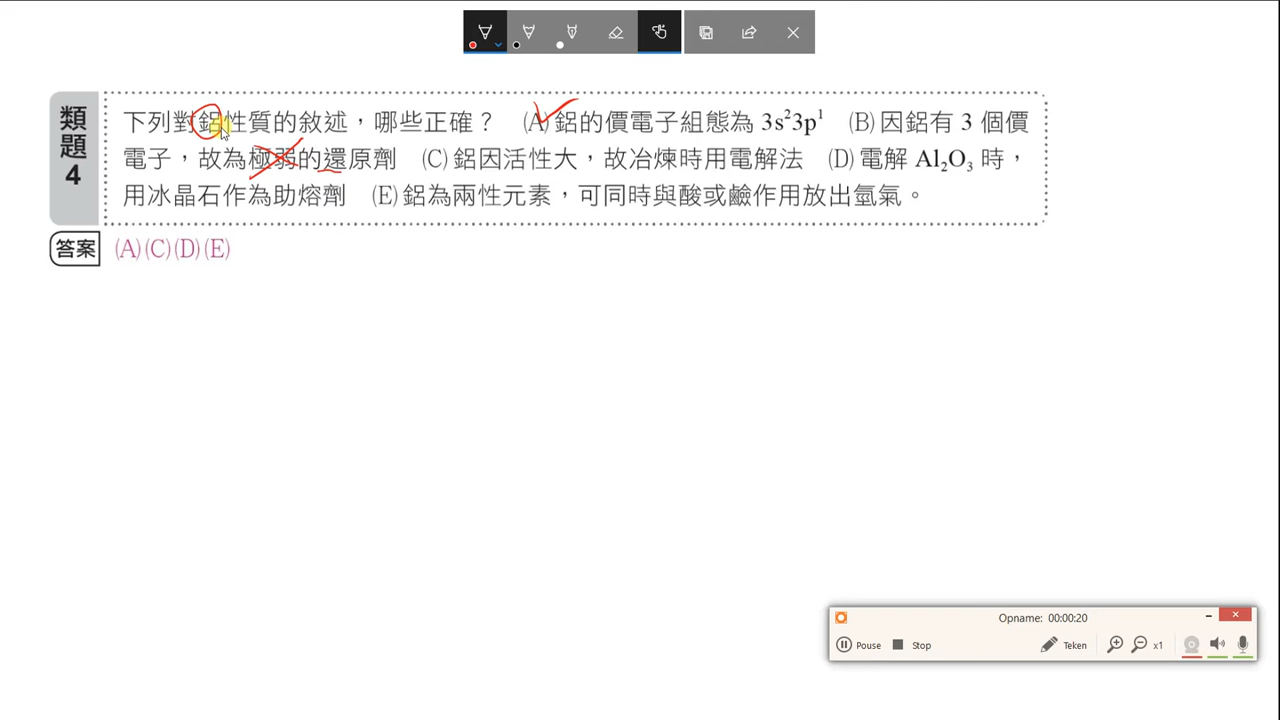 類題4
下列對鋁性質的敘述，哪些正確？ (A)鋁的價電子組態為 3s²3p¹ (B)因鋁有 3 個價
電子，故為極弱的還原劑 (C)鋁因活性大，故冶煉時用電解法 (D)電解 Al₂O₃ 時，
用冰晶石作為助熔劑 (E)鋁為兩性元素，可同時與酸或鹼作用放出氫氣。
答案 (A)(C)(D)(E)
Opname: 00:00:20
Pause Stop Teken x1